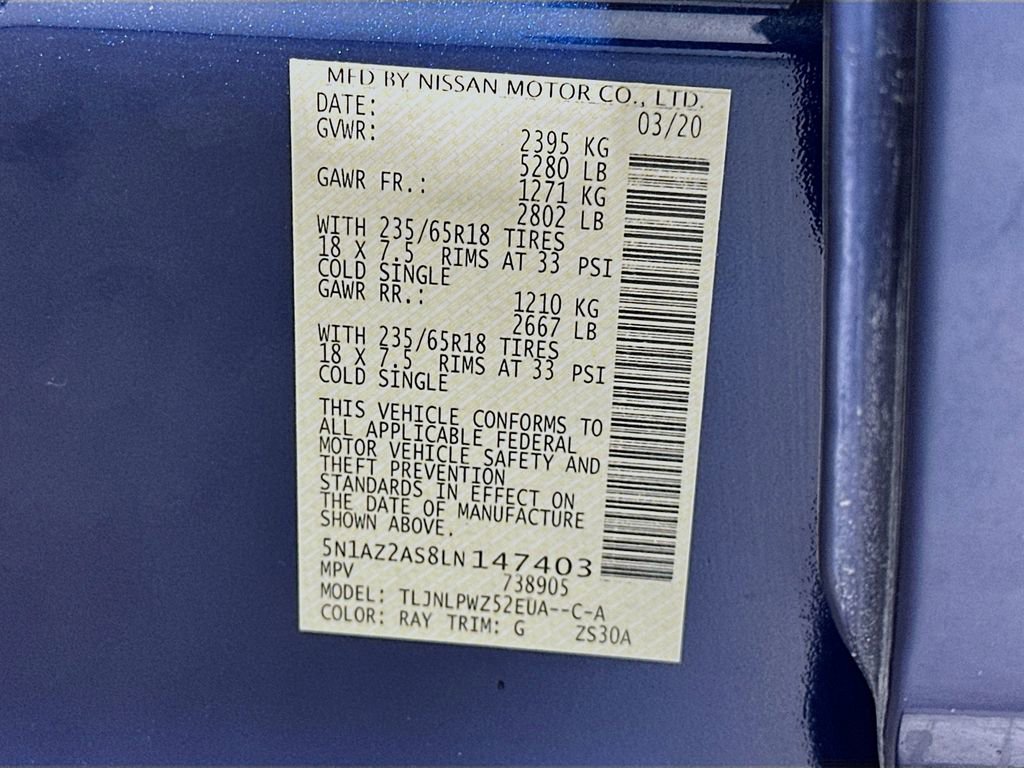 MFD BY NISSAN MOTOR CO., LTD.
DATE: 03/20
GVWR: 2395 KG
5280 LB
GAWR FR.: 1271 KG
2802 LB
WITH 235/65R18 TIRES
18 X 7.5 RIMS AT 33 PSI
COLD SINGLE
GAWR RR.: 1210 KG
2667 LB
WITH 235/65R18 TIRES
18 X 7.5 RIMS AT 33 PSI
COLD SINGLE
THIS VEHICLE CONFORMS TO
ALL APPLICABLE FEDERAL
MOTOR VEHICLE SAFETY AND
THEFT PREVENTION
STANDARDS IN EFFECT ON
THE DATE OF MANUFACTURE
SHOWN ABOVE.
5N1AZ2AS8LN147403
MPV 738905
MODEL: TLJNLPWZ52EUA--C-A
COLOR: RAY TRIM: G ZS30A